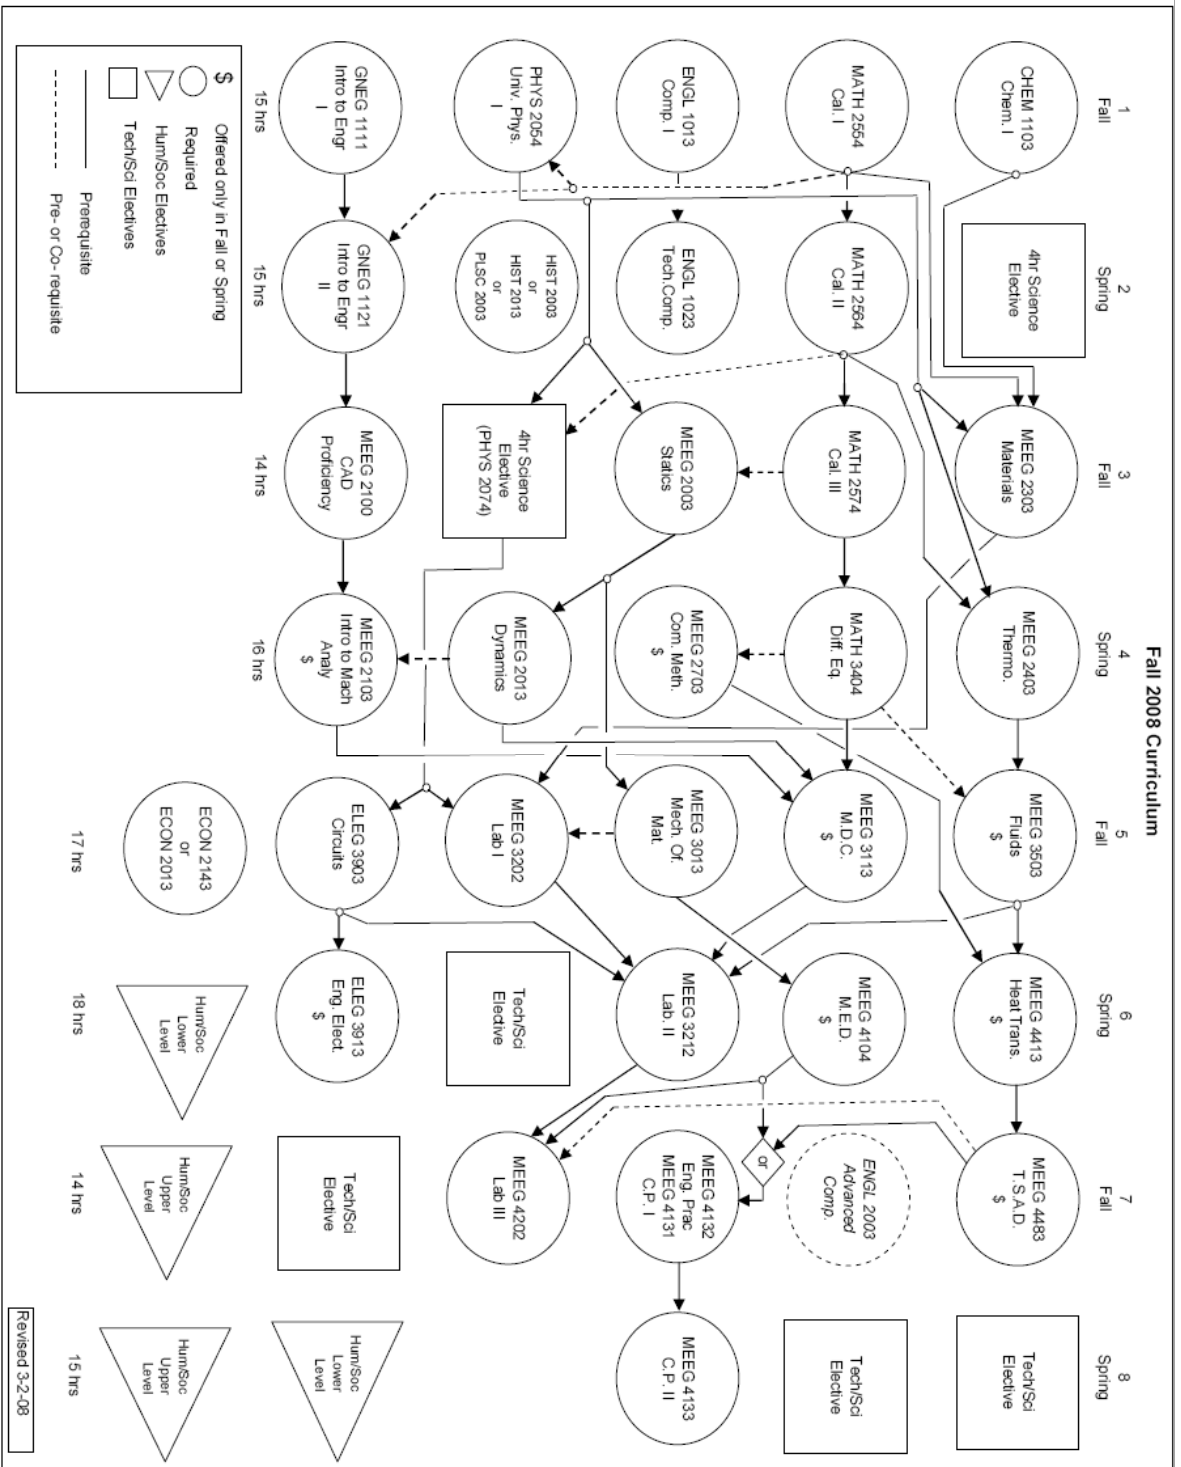 Fall 2008 Curriculum
1
Fall
2
Spring
3
Fall
4
Spring
5
Fall
6
Spring
7
Fall
8
Spring
CHEM 1103
Chem. I
4hr Science
Elective
MEEG 2303
Materials
MEEG 2403
Thermo.
MEEG 3503
Fluids
$
MEEG 4413
Heat Trans.
$
MEEG 4483
T.S.A.D.
$
Tech/Sci
Elective
MATH 2554
Cal. I
MATH 2564
Cal. II
MATH 2574
Cal. III
MATH 3404
Diff. Eq.
MEEG 3113
M.D.C.
$
MEEG 4104
M.E.D.
$
ENGL 2003
Advanced
Comp.
Tech/Sci
Elective
or
ENGL 1013
Comp. I
ENGL 1023
Tech.Comp.
MEEG 2003
Statics
MEEG 2703
Com. Meth.
$
MEEG 3013
Mech. Of.
Mat.
MEEG 3212
Lab. II
MEEG 4132
Eng. Prac
MEEG 4131
C.P. I
MEEG 4133
C.P. II
PHYS 2054
Univ. Phys.
I
HIST 2003
or
HIST 2013
or
PLSC 2003
4hr Science
Elective
(PHYS 2074)
MEEG 2013
Dynamics
MEEG 3202
Lab I
Tech/Sci
Elective
MEEG 4202
Lab III
GNEG 1111
Intro to Engr
I
GNEG 1121
Intro to Engr
II
MEEG 2100
CAD
Proficiency
MEEG 2103
Intro to Mach
Analy
$
ELEG 3903
Circuits
ELEG 3913
Eng. Elect.
$
Tech/Sci
Elective
Hum/Soc
Lower
Level
ECON 2143
or
ECON 2013
Hum/Soc
Lower
Level
Hum/Soc
Upper
Level
Hum/Soc
Upper
Level
15 hrs
15 hrs
14 hrs
16 hrs
17 hrs
18 hrs
14 hrs
15 hrs
$ Offered only in Fall or Spring
Required
Hum/Soc Electives
Tech/Sci Electives
Prerequisite
Pre- or Co- requisite
Revised 3-2-08